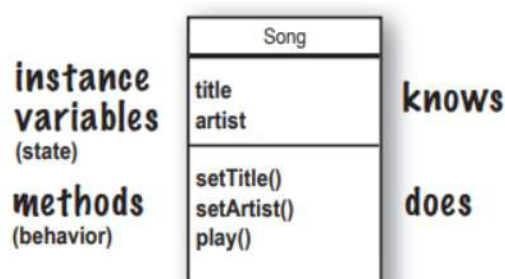 Song
instance
variables
(state)
title
artist
knows
methods
(behavior)
setTitle()
setArtist()
play()
does